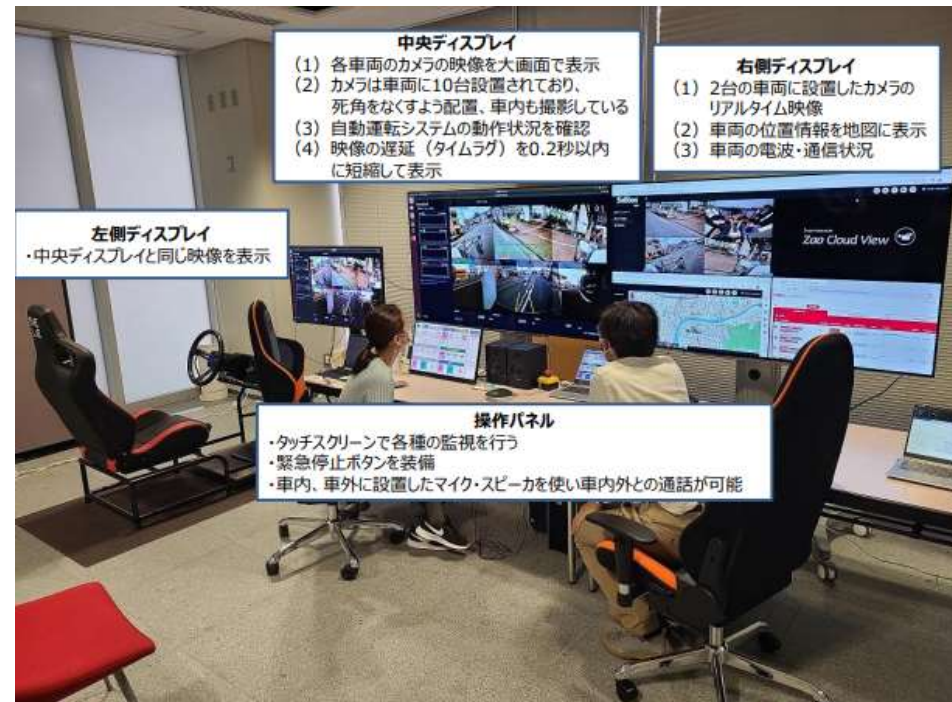 中央ディスプレイ
(1) 各車両のカメラの映像を大画面で表示
(2) カメラは車両に10台設置されており、
死角をなくすよう配置、車内も撮影している
(3) 自動運転システムの動作状況を確認
(4) 映像の遅延(タイムラグ)を0.2秒以内
に短縮して表示
右側ディスプレイ
(1) 2台の車両に設置したカメラの
リアルタイム映像
(2) 車両の位置情報を地図に表示
(3) 車両の電波・通信状況
左側ディスプレイ
・中央ディスプレイと同じ映像を表示
Zao Cloud View
操作パネル
・タッチスクリーンで各種の監視を行う
・緊急停止ボタンを装備
・車内、車外に設置したマイク・スピーカを使い車内外との通話が可能